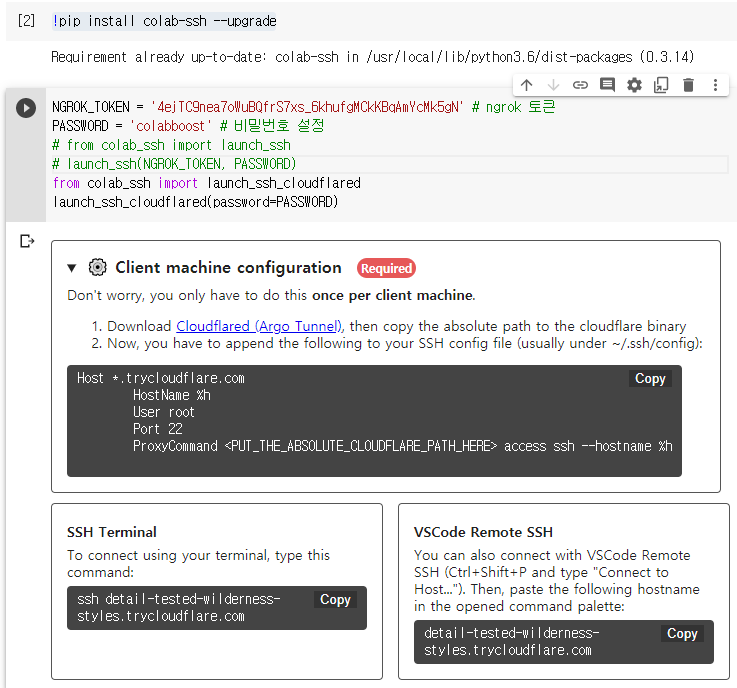 [2]
!pip install colab-ssh --upgrade
Requirement already up-to-date: colab-ssh in /usr/local/lib/python3.6/dist-packages (0.3.14)
NGROK_TOKEN = '4ejTC9nea7oWuBQfrS7xs_6khufgMCkKBqAmYcMk5gN' # ngrok 토큰
PASSWORD = 'colabboost' # 비밀번호 설정
# from colab_ssh import launch_ssh
# launch_ssh(NGROK_TOKEN, PASSWORD)
from colab_ssh import launch_ssh_cloudflared
launch_ssh_cloudflared(password=PASSWORD)
▼ Client machine configuration Required
Don't worry, you only have to do this once per client machine.
1. Download Cloudflared (Argo Tunnel), then copy the absolute path to the cloudflare binary
2. Now, you have to append the following to your SSH config file (usually under ~/.ssh/config):
Host *.trycloudflare.com
Copy
HostName %h
User root
Port 22
ProxyCommand <PUT_THE_ABSOLUTE_CLOUDFLARE_PATH_HERE> access ssh --hostname %h
SSH Terminal
To connect using your terminal, type this
command:
ssh detail-tested-wilderness-
styles.trycloudflare.com
Copy
VSCode Remote SSH
You can also connect with VSCode Remote
SSH (Ctrl+Shift+P and type "Connect to
Host..."). Then, paste the following hostname
in the opened command palette:
detail-tested-wilderness-
styles.trycloudflare.com
Copy